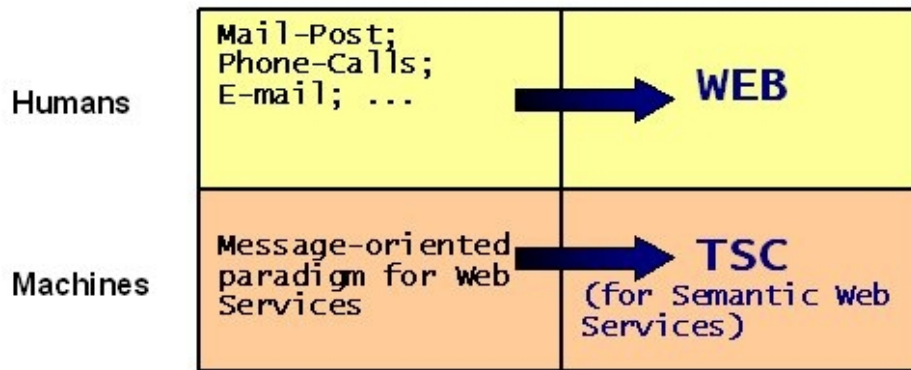 Humans
Mail-Post;
Phone-Calls;
E-mail; ...
WEB
Machines
Message-oriented
paradigm for Web
Services
TSC
(for Semantic Web
Services)